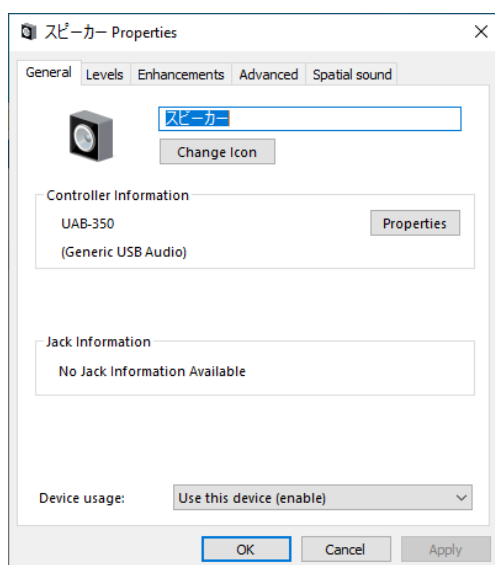 スピーカー Properties
General Levels Enhancements Advanced Spatial sound
スピーカー
Change Icon
Controller Information
UAB-350 Properties
(Generic USB Audio)
Jack Information
No Jack Information Available
Device usage: Use this device (enable)
OK Cancel Apply